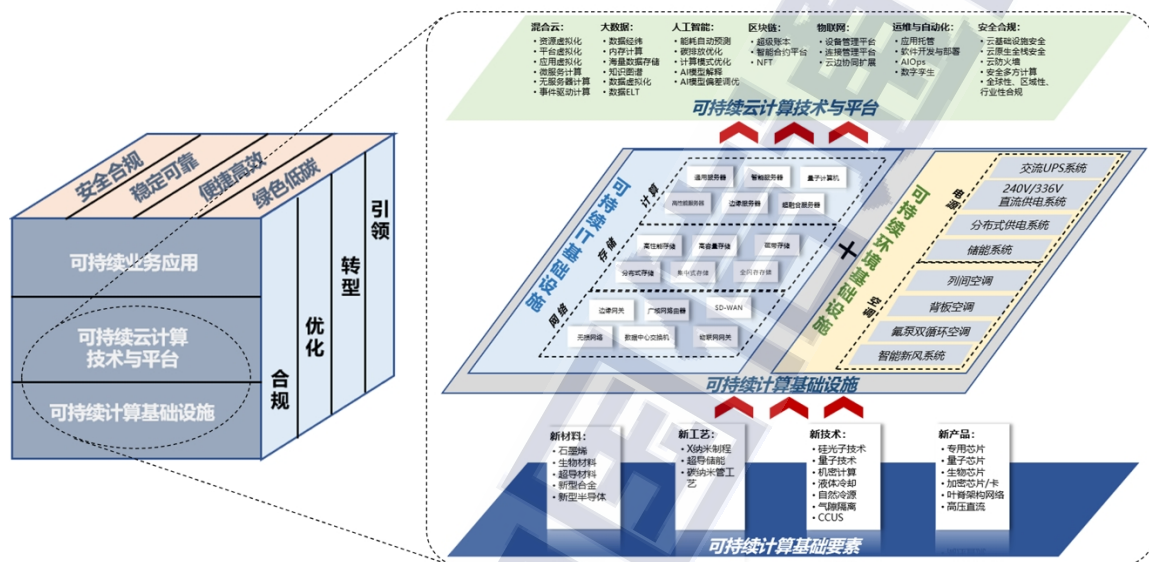 安全合规
稳定可靠
便捷高效
绿色低碳
可持续业务应用
可持续云计算
技术与平台
可持续计算基础设施
合规
优化
转型
引领
混合云：
• 资源虚拟化
• 平台虚拟化
• 应用虚拟化
• 微服务计算
• 无服务器计算
• 事件驱动计算
大数据：
• 数据经纬
• 内存计算
• 海量数据存储
• 知识图谱
• 数据虚拟化
• 数据ELT
人工智能：
• 能耗自动预测
• 碳排放优化
• 计算模式优化
• AI模型解释
• AI模型偏差调优
区块链：
• 超级账本
• 智能合约平台
• NFT
物联网：
• 设备管理平台
• 连接管理平台
• 云边协同扩展
运维与自动化：
• 应用托管
• 软件开发与部署
• AIOps
• 数字孪生
安全合规：
• 云基础设施安全
• 云原生全栈安全
• 云防火墙
• 安全多方计算
• 全球性、区域性、
行业性合规
可持续云计算技术与平台
可持续IT基础设施
计算
通用服务器
智能服务器
量子计算机
高性能服务器
边缘服务器
超融合服务器
存储
高性能存储
高容量存储
磁带存储
分布式存储
集中式存储
全闪存存储
网络
边缘网关
广域网路由器
SD-WAN
无损网络
数据中心交换机
物联网网关
+
可持续环境基础设施
电源
交流UPS系统
240V/336V
直流供电系统
分布式供电系统
储能系统
空调
列间空调
背板空调
氟泵双循环空调
智能新风系统
可持续计算基础设施
新材料：
• 石墨烯
• 生物材料
• 超导材料
• 新型合金
• 新型半导体
新工艺：
• X纳米制程
• 超导储能
• 碳纳米管工
艺
新技术：
• 硅光子技术
• 量子技术
• 机密计算
• 液体冷却
• 自然冷源
• 气隙隔离
• CCUS
新产品：
• 专用芯片
• 量子芯片
• 生物芯片
• 加密芯片/卡
• 叶脊架构网络
• 高压直流
可持续计算基础要素